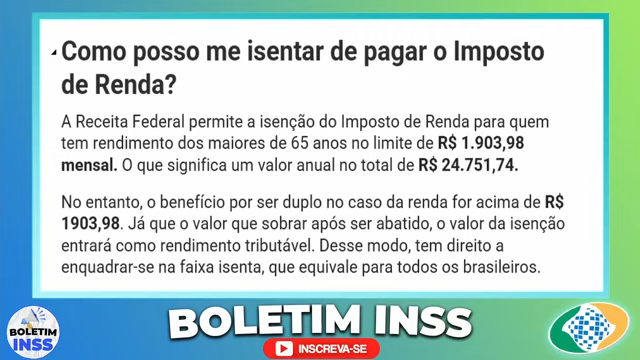 Como posso me isentar de pagar o Imposto
de Renda?
A Receita Federal permite a isenção do Imposto de Renda para quem
tem rendimento dos maiores de 65 anos no limite de R$ 1.903,98
mensal. O que significa um valor anual no total de R$ 24.751,74.
No entanto, o benefício por ser duplo no caso da renda for acima de R$
1903,98. Já que o valor que sobrar após ser abatido, o valor da isenção
entrará como rendimento tributável. Desse modo, tem direito a
enquadrar-se na faixa isenta, que equivale para todos os brasileiros.
BOLETIM
INSS
BOLETIM INSS
INSCREVA-SE